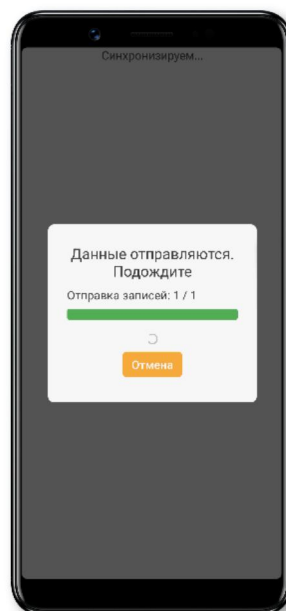 Синхронизируем...
Данные отправляются.
Подождите
Отправка записей: 1 / 1
Отмена